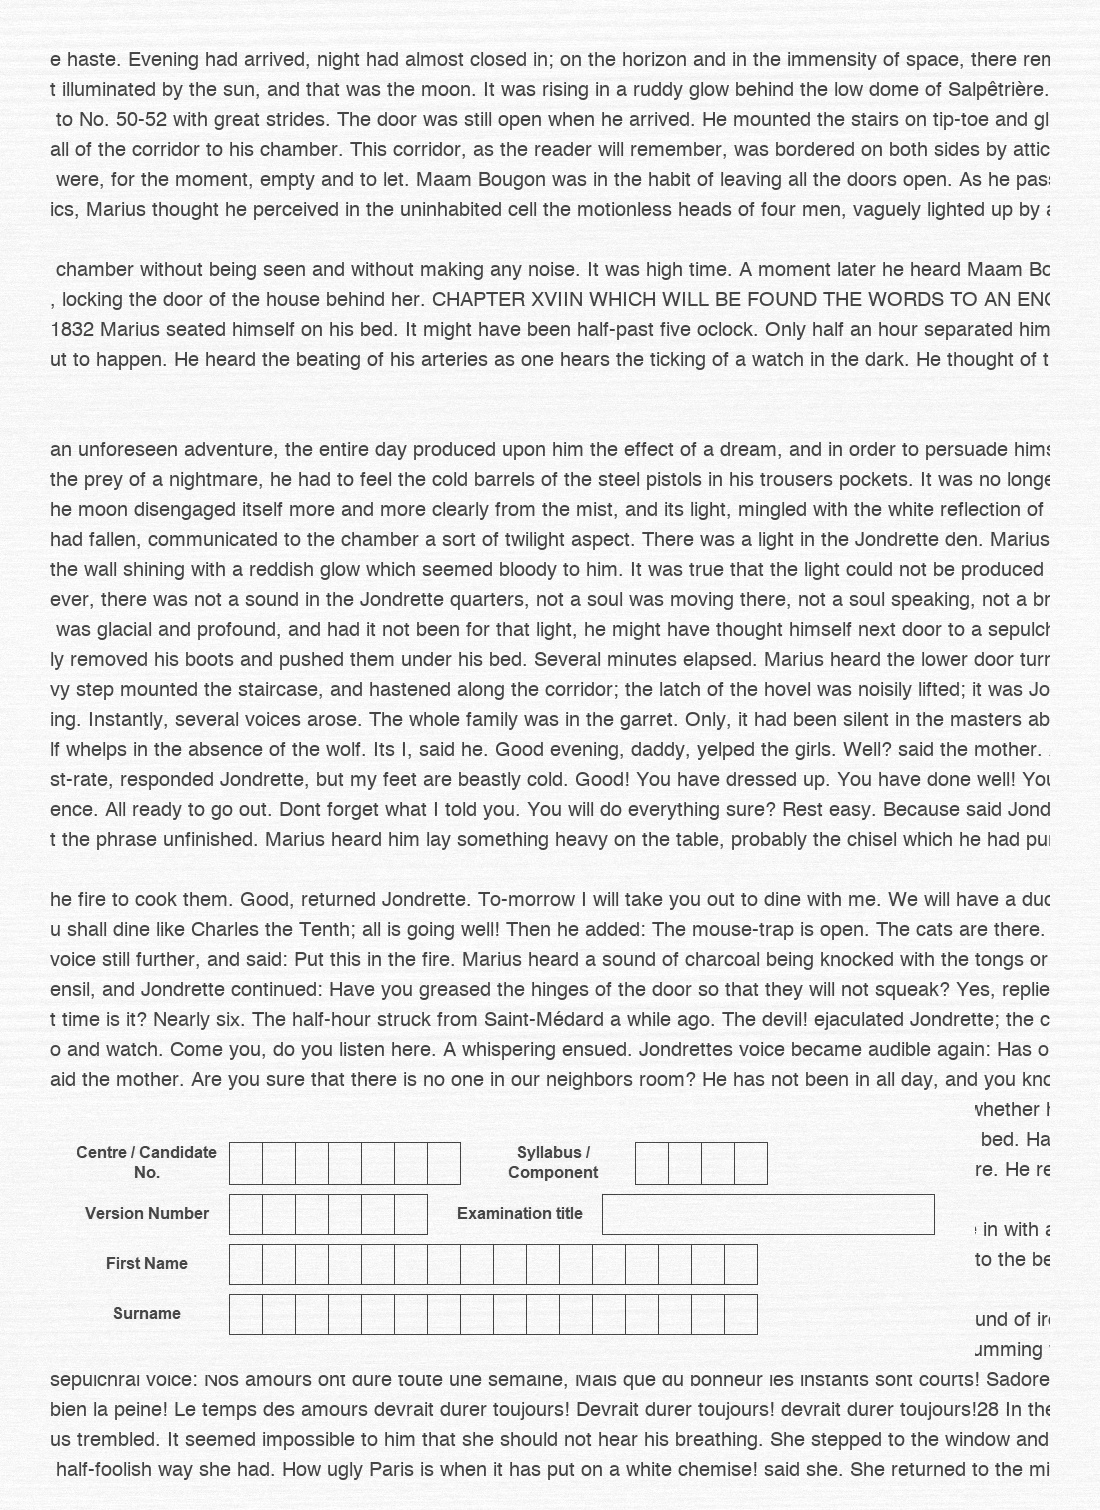 e haste. Evening had arrived, night had almost closed in; on the horizon and in the immensity of space, there
t illuminated by the sun, and that was the moon. It was rising in a ruddy glow behind the low dome of Salpêtrière.
to No. 50-52 with great strides. The door was still open when he arrived. He mounted the stairs on tip-toe and
all of the corridor to his chamber. This corridor, as the reader will remember, was bordered on both sides by attic
were, for the moment, empty and to let. Maam Bougon was in the habit of leaving all the doors open. As he
ics, Marius thought he perceived in the uninhabited cell the motionless heads of four men, vaguely lighted up by
chamber without being seen and without making any noise. It was high time. A moment later he heard Maam
, locking the door of the house behind her. CHAPTER XVIIN WHICH WILL BE FOUND THE WORDS TO AN
1832 Marius seated himself on his bed. It might have been half-past five oclock. Only half an hour separated him
ut to happen. He heard the beating of his arteries as one hears the ticking of a watch in the dark. He thought of
an unforeseen adventure, the entire day produced upon him the effect of a dream, and in order to persuade
the prey of a nightmare, he had to feel the cold barrels of the steel pistols in his trousers pockets. It was no
he moon disengaged itself more and more clearly from the mist, and its light, mingled with the white reflection of
had fallen, communicated to the chamber a sort of twilight aspect. There was a light in the Jondrette den. Marius
the wall shining with a reddish glow which seemed bloody to him. It was true that the light could not be produced
ever, there was not a sound in the Jondrette quarters, not a soul was moving there, not a soul speaking, not a br
was glacial and profound, and had it not been for that light, he might have thought himself next door to a
ly removed his boots and pushed them under his bed. Several minutes elapsed. Marius heard the lower door
vy step mounted the staircase, and hastened along the corridor; the latch of the hovel was noisily lifted; it was Jo
ing. Instantly, several voices arose. The whole family was in the garret. Only, it had been silent in the masters ab
lf whelps in the absence of the wolf. Its I, said he. Good evening, daddy, yelped the girls. Well? said the mother.
st-rate, responded Jondrette, but my feet are beastly cold. Good! You have dressed up. You have done well!
ence. All ready to go out. Dont forget what I told you. You will do everything sure? Rest easy. Because said Jond
t the phrase unfinished. Marius heard him lay something heavy on the table, probably the chisel which he had
he fire to cook them. Good, returned Jondrette. To-morrow I will take you out to dine with me. We will have a
u shall dine like Charles the Tenth; all is going well! Then he added: The mouse-trap is open. The cats are there.
voice still further, and said: Put this in the fire. Marius heard a sound of charcoal being knocked with the tongs or
ensil, and Jondrette continued: Have you greased the hinges of the door so that they will not squeak? Yes, replie
t time is it? Nearly six. The half-hour struck from Saint-Médard a while ago. The devil! ejaculated Jondrette; the c
o and watch. Come you, do you listen here. A whispering ensued. Jondrettes voice became audible again: Has o
aid the mother. Are you sure that there is no one in our neighbors room? He has not been in all day, and you
whether
bed. Ha
Centre / Candidate No.
Syllabus / Component
re. He re
Version Number
Examination title
in with
First Name
to the be
Surname
und of
umming
sepulchral voice: Nos amours ont dure toute une semaine, Mais que du bonheur les instants sont courts! Sadore
bien la peine! Le temps des amours devrait durer toujours! Devrait durer toujours! devrait durer toujours!28 In the
us trembled. It seemed impossible to him that she should not hear his breathing. She stepped to the window and
half-foolish way she had. How ugly Paris is when it has put on a white chemise! said she. She returned to the mi